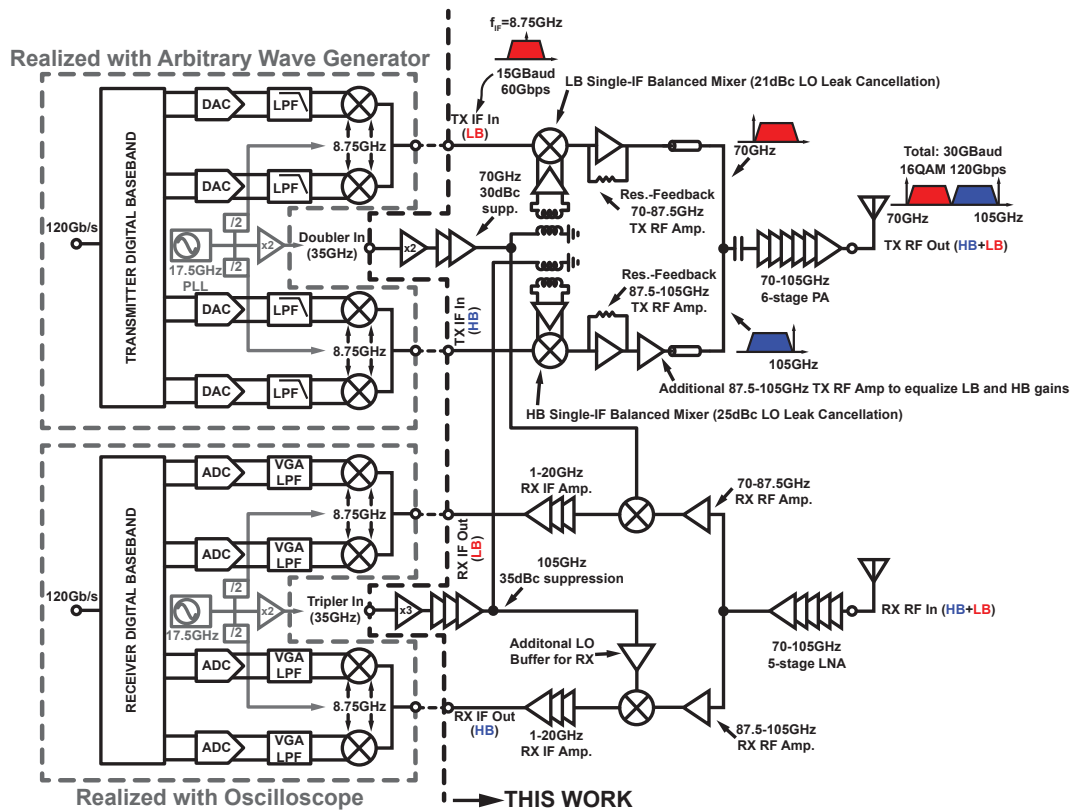 Realized with Arbitrary Wave Generator
TRANSMITTER DIGITAL BASEBAND
120Gb/s
DAC
LPF
DAC
LPF
8.75GHz
/2
/2
17.5GHz
PLL
x2
DAC
LPF
DAC
LPF
8.75GHz
fIF=8.75GHz
15GBaud
60Gbps
TX IF In
(LB)
LB Single-IF Balanced Mixer (21dBc LO Leak Cancellation)
70GHz
30dBc
supp.
Doubler In
(35GHz)
x2
Res.-Feedback
70-87.5GHz
TX RF Amp.
70GHz
Total: 30GBaud
16QAM 120Gbps
70GHz
105GHz
TX RF Out (HB+LB)
70-105GHz
6-stage PA
Res.-Feedback
87.5-105GHz
TX RF Amp.
TX IF In
(HB)
105GHz
Additional 87.5-105GHz TX RF Amp to equalize LB and HB gains
HB Single-IF Balanced Mixer (25dBc LO Leak Cancellation)
RECEIVER DIGITAL BASEBAND
120Gb/s
ADC
VGA
LPF
ADC
VGA
LPF
8.75GHz
/2
/2
17.5GHz
x2
ADC
VGA
LPF
ADC
VGA
LPF
8.75GHz
1-20GHz
RX IF Amp.
70-87.5GHz
RX RF Amp.
RX IF Out
(LB)
105GHz
35dBc suppression
Tripler In
(35GHz)
x3
Additonal LO
Buffer for RX
RX RF In (HB+LB)
70-105GHz
5-stage LNA
RX IF Out
(HB)
1-20GHz
RX IF Amp.
87.5-105GHz
RX RF Amp.
Realized with Oscilloscope
THIS WORK